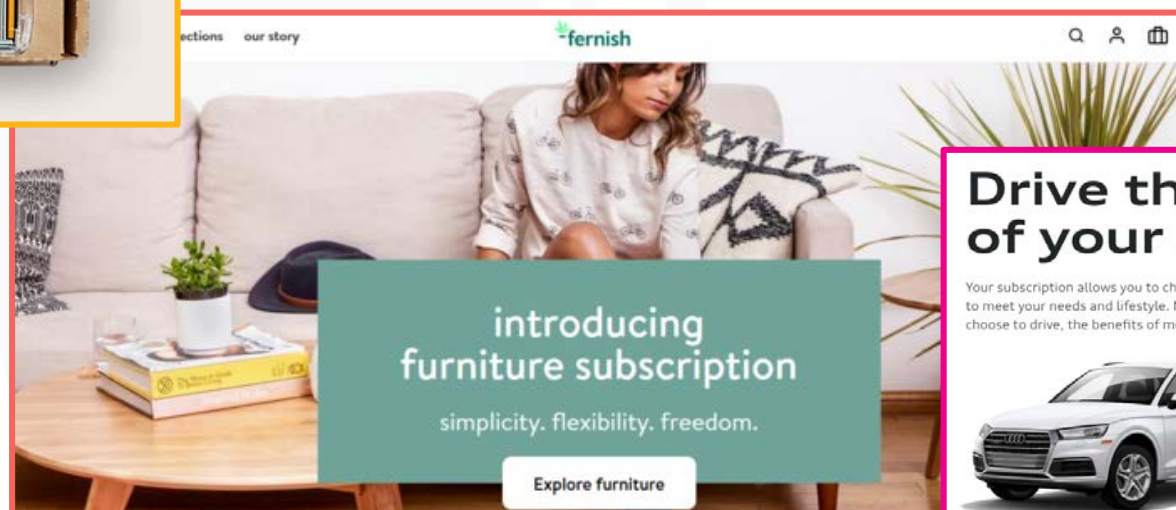 ections our story
fernish
introducing
furniture subscription
simplicity. flexibility. freedom.
Explore furniture
Drive th
of your
Your subscription allows you to ch
to meet your needs and lifestyle.
choose to drive, the benefits of m